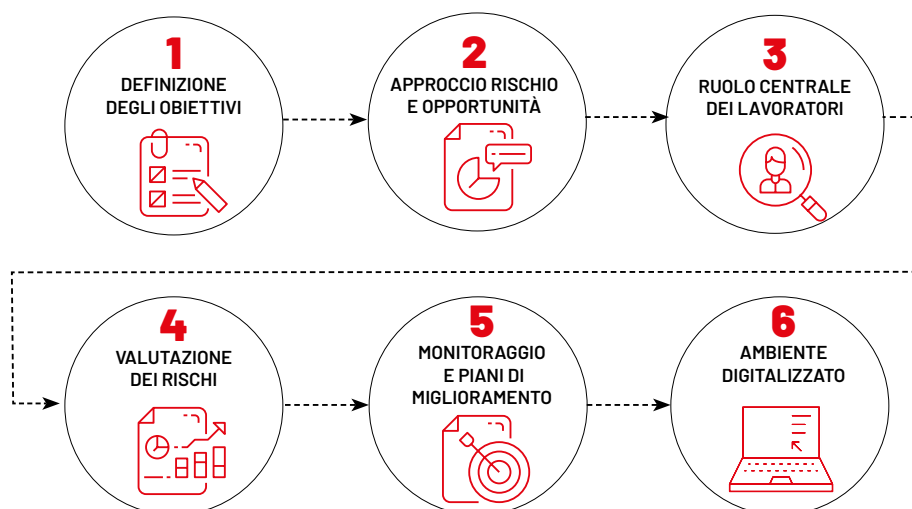 1
DEFINIZIONE
DEGLI OBIETTIVI
2
APPROCCIO RISCHIO
E OPPORTUNITÀ
3
RUOLO CENTRALE
DEI LAVORATORI
4
VALUTAZIONE
DEI RISCHI
5
MONITORAGGIO
E PIANI DI
MIGLIORAMENTO
6
AMBIENTE
DIGITALIZZATO